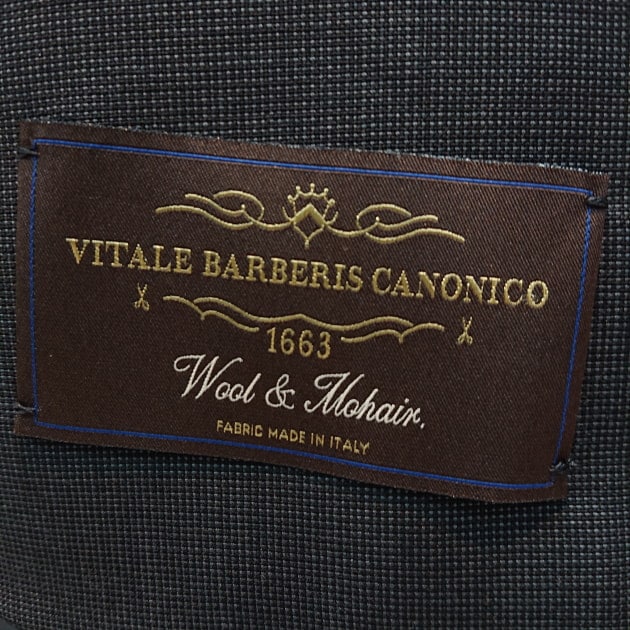 VITALE BARBERIS CANONICO
1663
Wool & Mohair.
FABRIC MADE IN ITALY